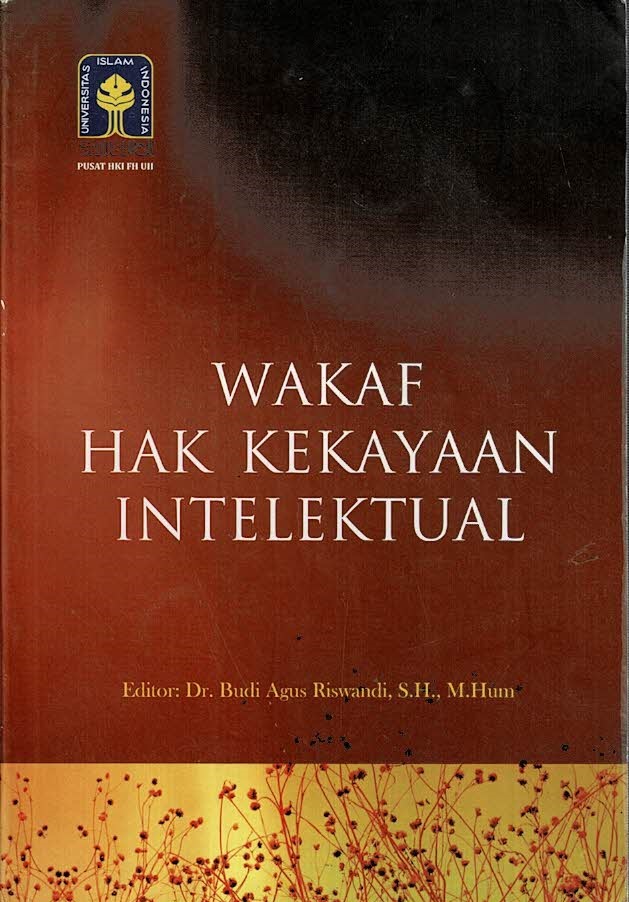 UNIVERSITAS ISLAM INDONESIA
PUSAT HKI FH UII
WAKAF
HAK KEKAYAAN
INTELEKTUAL
Editor: Dr. Budi Agus Riswandi, S.H., M.Hum